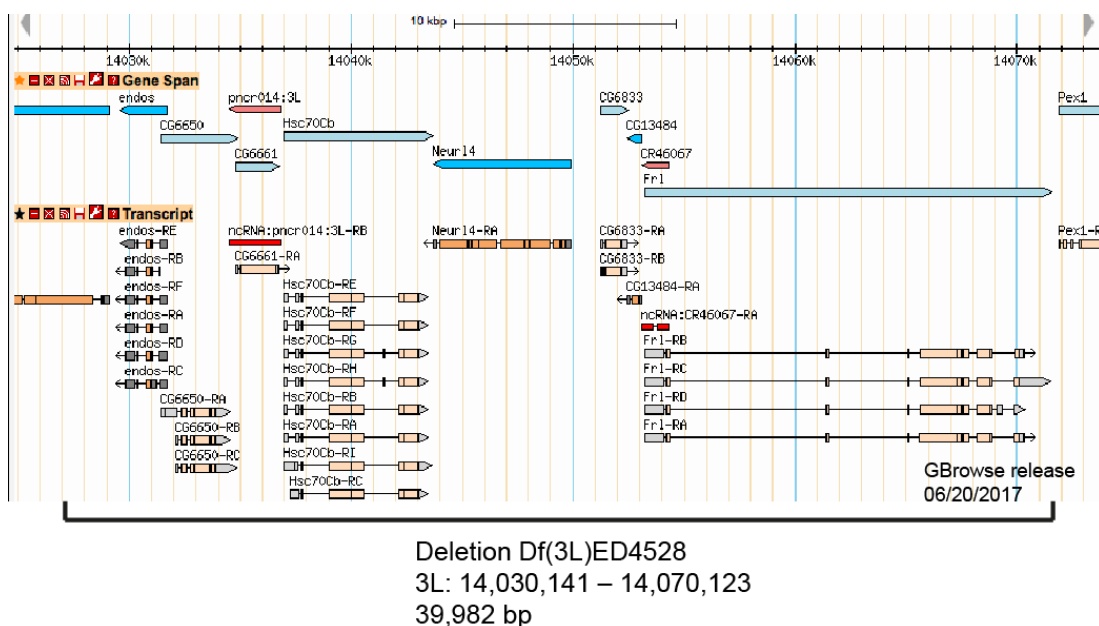 10 kbp
14030k 14040k 14050k 14060k 14070k
Gene Span
endos pncr014:3L CG6833 Pex1
CG6650 Hsc70Cb CG13484
CG6661 Neurl4 CR46067
Frl
Transcript
endos-RE ncRNA:pncr014:3L-RB Neurl4-RA CG6833-RA Pex1-R
endos-RB CG6661-RA CG6833-RB
endos-RF Hsc70Cb-RE CG13484-RA
endos-RA Hsc70Cb-RF ncRNA:CR46067-RA
endos-RD Hsc70Cb-RG Frl-RB
endos-RC Hsc70Cb-RH Frl-RC
CG6650-RA Hsc70Cb-RB Frl-RD
CG6650-RB Hsc70Cb-RA Frl-RA
CG6650-RC Hsc70Cb-RI
Hsc70Cb-RC
GBrowse release
06/20/2017
Deletion Df(3L)ED4528
3L: 14,030,141 – 14,070,123
39,982 bp